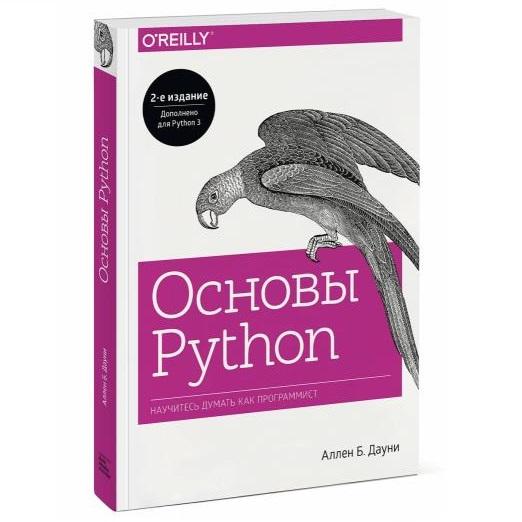 O'REILLY®
2-е издание
Дополнено
для Python 3
Основы
Python
НАУЧИТЕСЬ ДУМАТЬ КАК ПРОГРАММИСТ
Аллен Б. Дауни
Основы Python
Аллен Б. Дауни